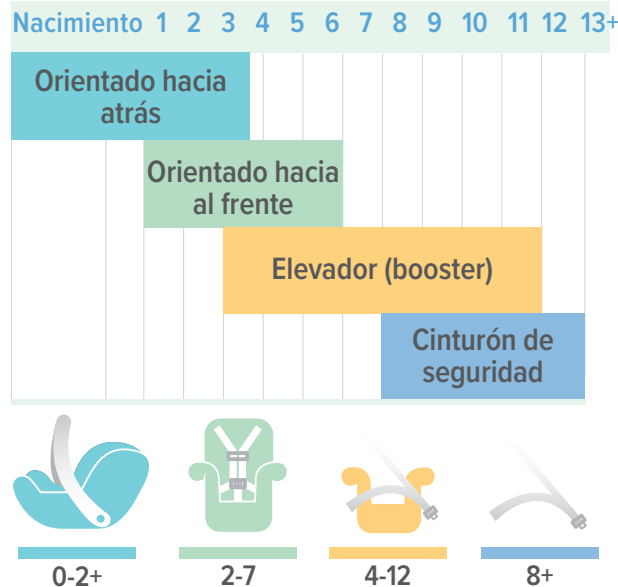 Nacimiento 1 2 3 4 5 6 7 8 9 10 11 12 13+
Orientado hacia
atrás
Orientado hacia
al frente
Elevador (booster)
Cinturón de
seguridad
0-2+ 2-7 4-12 8+